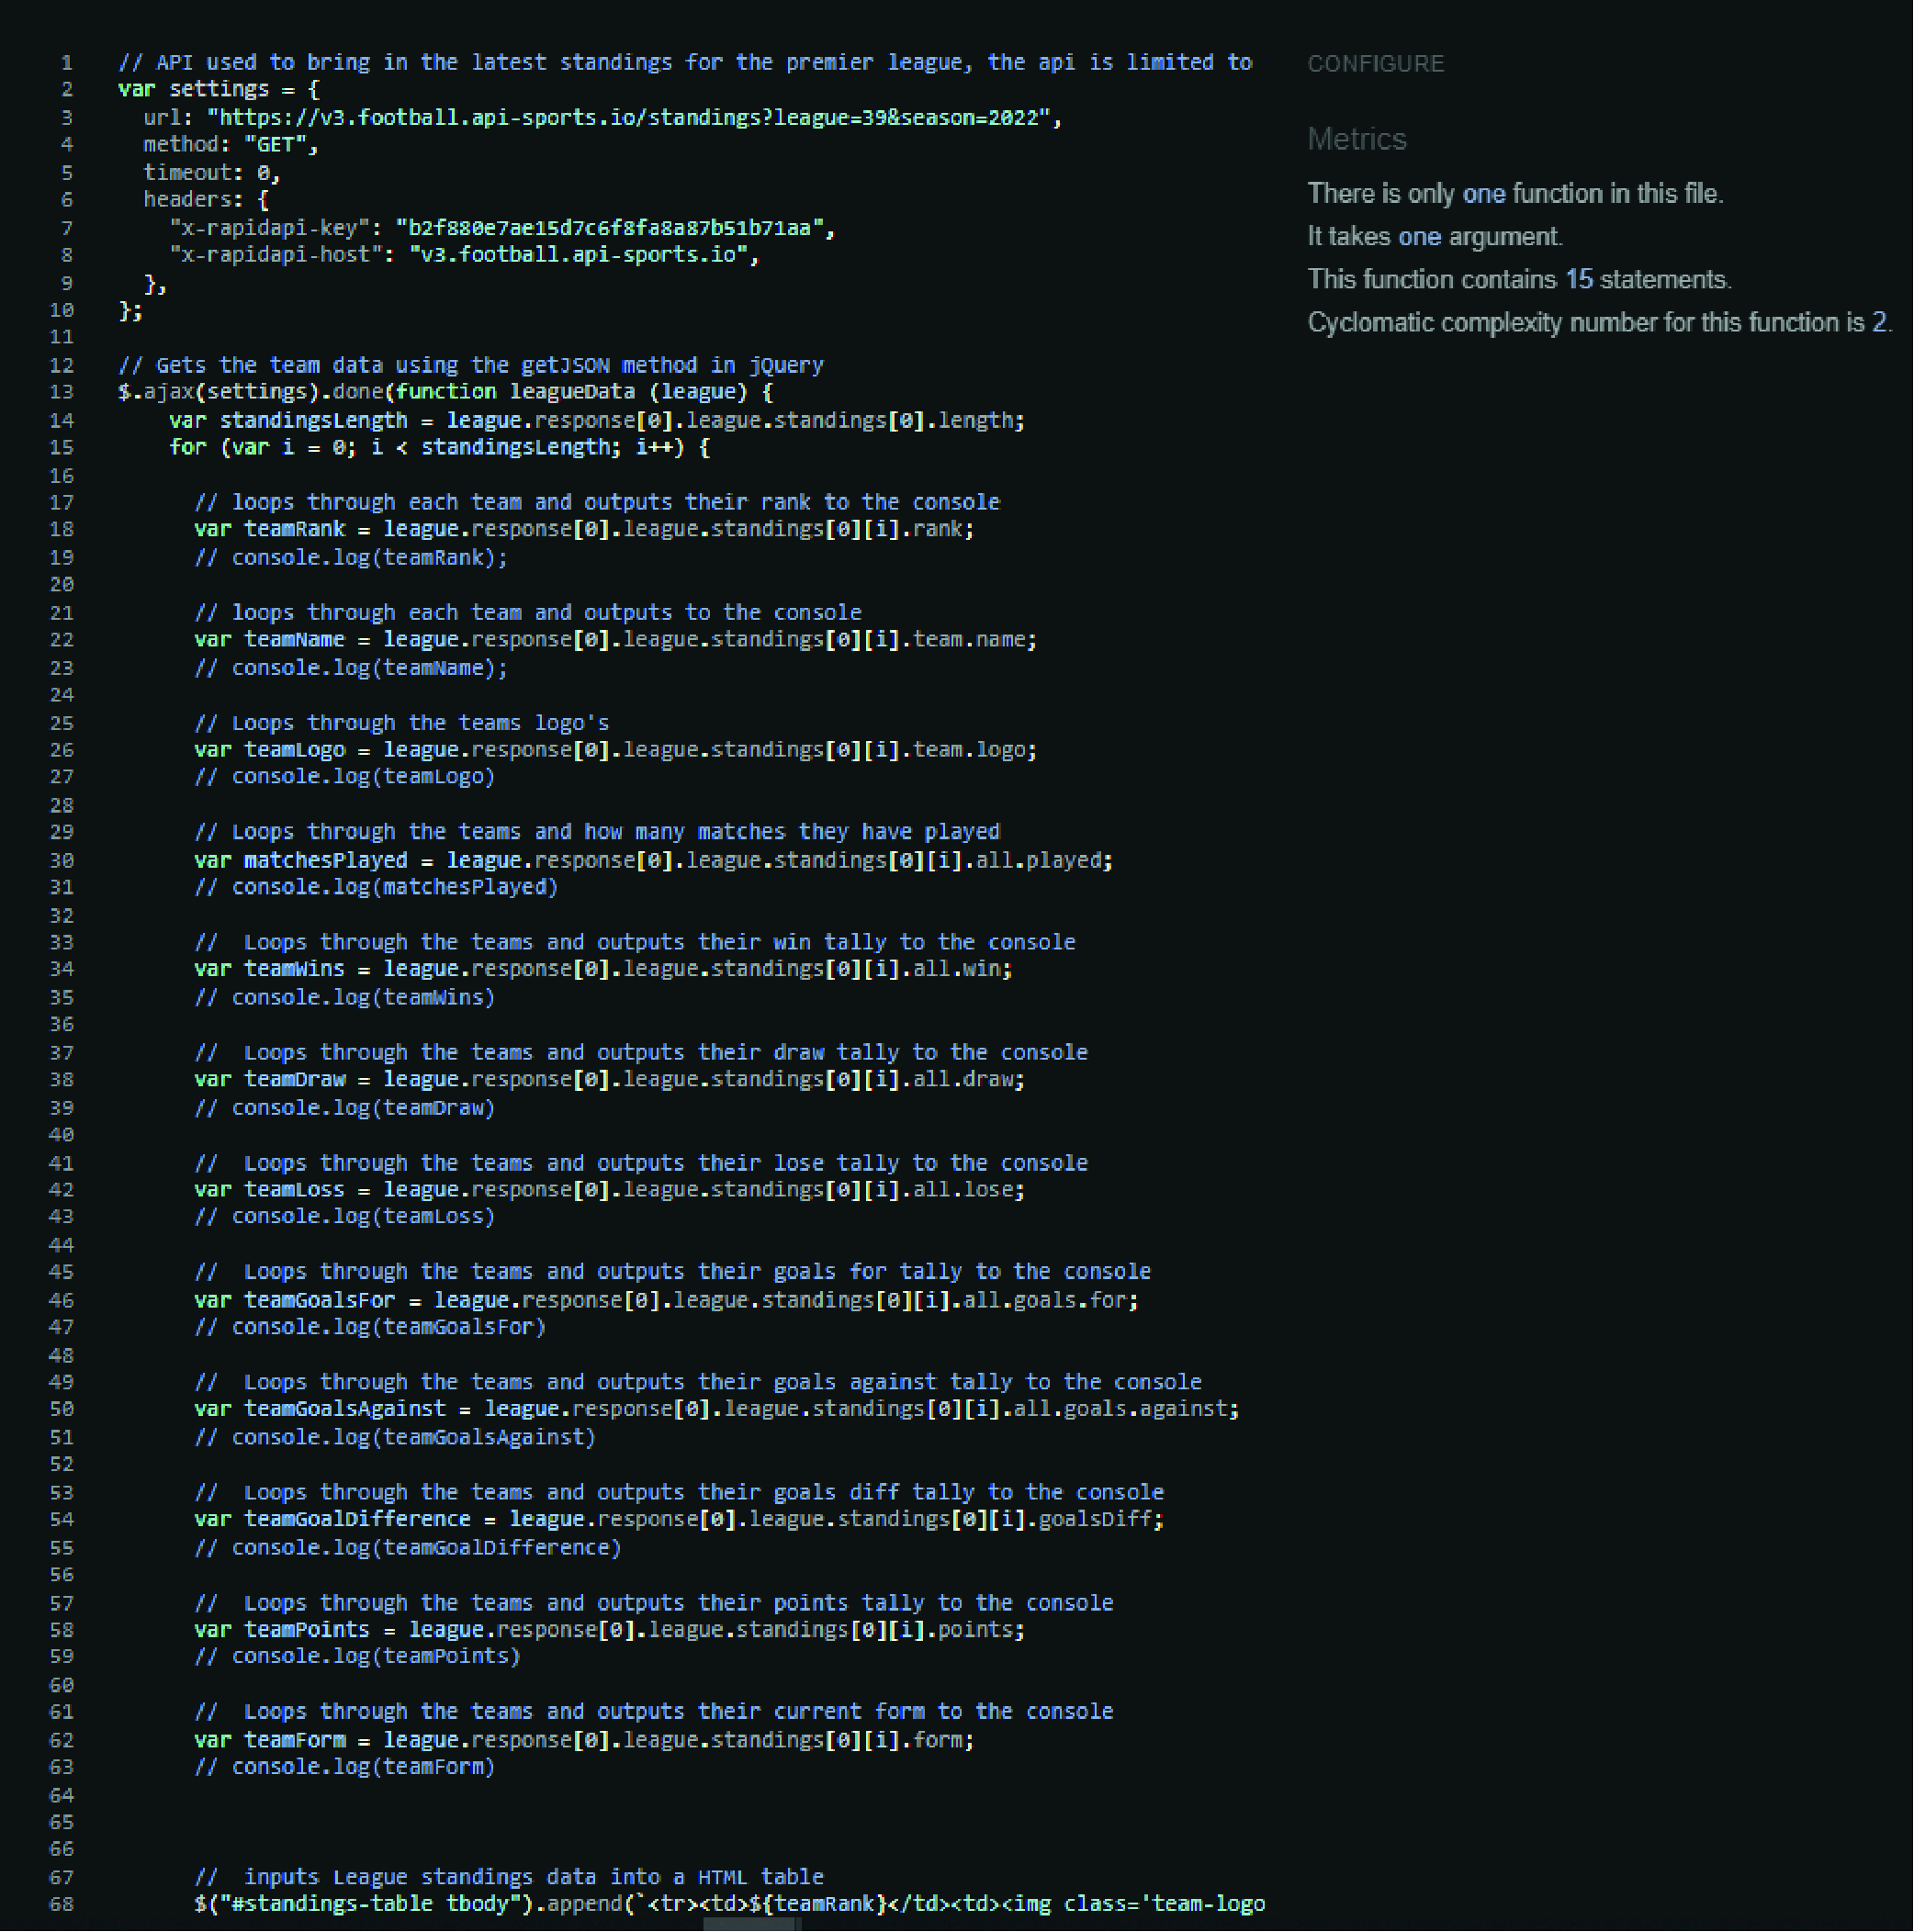 1 // API used to bring in the latest standings for the premier league, the api is limited to
2 var settings = {
3 url: "https://v3.football.api-sports.io/standings?league=39&season=2022",
4 method: "GET",
5 timeout: 0,
6 headers: {
7 "x-rapidapi-key": "b2f880e7ae15d7c6f8fa8a87b51b71aa",
8 "x-rapidapi-host": "v3.football.api-sports.io",
9 },
10 };
11
12 // Gets the team data using the getJSON method in jQuery
13 $.ajax(settings).done(function leagueData (league) {
14 var standingsLength = league.response[0].league.standings[0].length;
15 for (var i = 0; i < standingsLength; i++) {
16
17 // loops through each team and outputs their rank to the console
18 var teamRank = league.response[0].league.standings[0][i].rank;
19 // console.log(teamRank);
20
21 // loops through each team and outputs to the console
22 var teamName = league.response[0].league.standings[0][i].team.name;
23 // console.log(teamName);
24
25 // Loops through the teams logo's
26 var teamLogo = league.response[0].league.standings[0][i].team.logo;
27 // console.log(teamLogo)
28
29 // Loops through the teams and how many matches they have played
30 var matchesPlayed = league.response[0].league.standings[0][i].all.played;
31 // console.log(matchesPlayed)
32
33 // Loops through the teams and outputs their win tally to the console
34 var teamWins = league.response[0].league.standings[0][i].all.win;
35 // console.log(teamWins)
36
37 // Loops through the teams and outputs their draw tally to the console
38 var teamDraw = league.response[0].league.standings[0][i].all.draw;
39 // console.log(teamDraw)
40
41 // Loops through the teams and outputs their lose tally to the console
42 var teamLoss = league.response[0].league.standings[0][i].all.lose;
43 // console.log(teamLoss)
44
45 // Loops through the teams and outputs their goals for tally to the console
46 var teamGoalsFor = league.response[0].league.standings[0][i].all.goals.for;
47 // console.log(teamGoalsFor)
48
49 // Loops through the teams and outputs their goals against tally to the console
50 var teamGoalsAgainst = league.response[0].league.standings[0][i].all.goals.against;
51 // console.log(teamGoalsAgainst)
52
53 // Loops through the teams and outputs their goals diff tally to the console
54 var teamGoalDifference = league.response[0].league.standings[0][i].goalsDiff;
55 // console.log(teamGoalDifference)
56
57 // Loops through the teams and outputs their points tally to the console
58 var teamPoints = league.response[0].league.standings[0][i].points;
59 // console.log(teamPoints)
60
61 // Loops through the teams and outputs their current form to the console
62 var teamForm = league.response[0].league.standings[0][i].form;
63 // console.log(teamForm)
64
65
66
67 // inputs League standings data into a HTML table
68 $("#standings-table tbody").append(`<tr><td>${teamRank}</td><td><img class='team-logo
CONFIGURE
Metrics
There is only one function in this file.
It takes one argument.
This function contains 15 statements.
Cyclomatic complexity number for this function is 2.